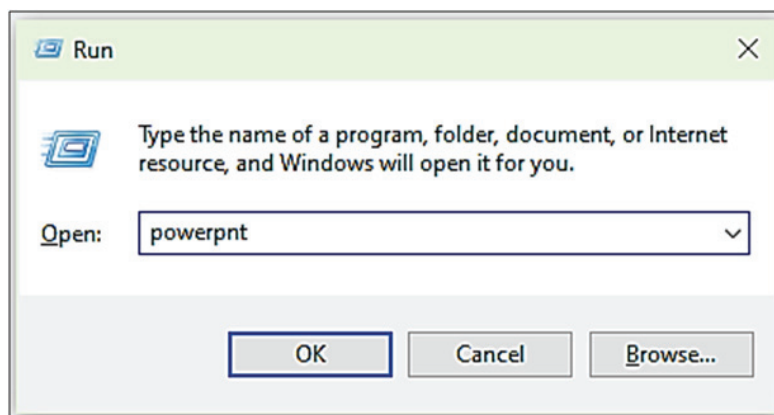 Run
Type the name of a program, folder, document, or Internet
resource, and Windows will open it for you.
Open: powerpnt
OK Cancel Browse...